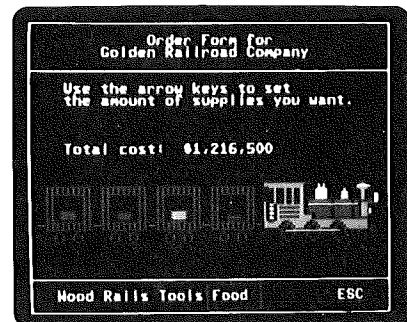 Order Form for
Golden Railroad Company
Use the arrow keys to set
the amount of supplies you want.
Total cost: $1,216,500
Wood Rails Tools Food ESC